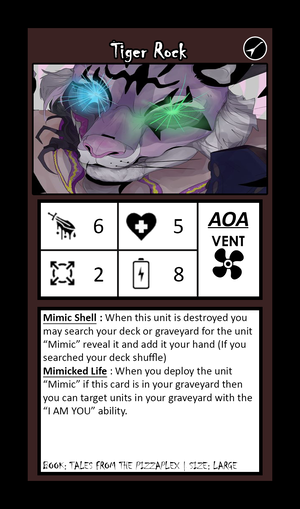 Tiger Rock
6
5
AOA
VENT
2
8
Mimic Shell : When this unit is destroyed you
may search your deck or graveyard for the unit
“Mimic” reveal it and add it your hand (If you
searched your deck shuffle)
Mimicked Life : When you deploy the unit
“Mimic” if this card is in your graveyard then
you can target units in your graveyard with the
“I AM YOU” ability.
BOOK: TALES FROM THE PIZZAPLEX | SIZE: LARGE